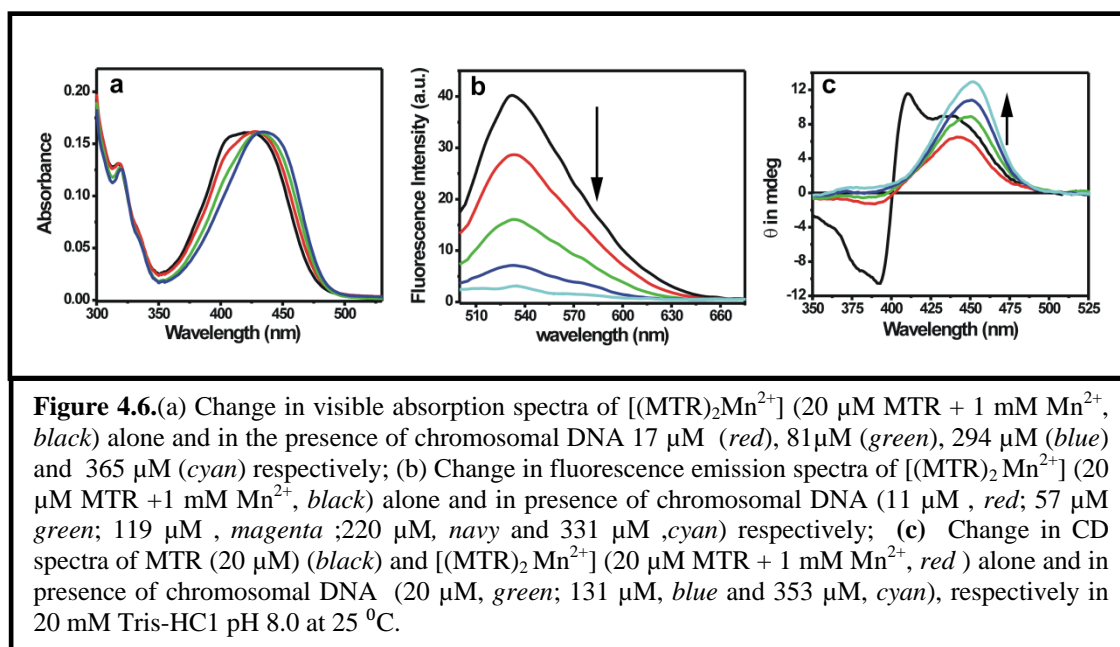 a
b
c
0.20
0.15
0.10
0.05
0.00
300 350 400 450 500
Absorbance
Wavelength (nm)
40
30
20
10
0
510 540 570 600 630 660
Fluorescence Intensity (a.u.)
wavelength (nm)
12
8
4
0
-4
-8
-12
350 375 400 425 450 475 500 525
θ in mdeg
Wavelength (nm)
Figure 4.6.(a) Change in visible absorption spectra of [(MTR)₂Mn²⁺] (20 µM MTR + 1 mM Mn²⁺,
black) alone and in the presence of chromosomal DNA 17 µM (red), 81µM (green), 294 µM (blue)
and 365 µM (cyan) respectively; (b) Change in fluorescence emission spectra of [(MTR)₂ Mn²⁺] (20
µM MTR +1 mM Mn²⁺, black) alone and in presence of chromosomal DNA (11 µM , red; 57 µM
green; 119 µM , magenta ;220 µM, navy and 331 µM ,cyan) respectively; (c) Change in CD
spectra of MTR (20 µM) (black) and [(MTR)₂ Mn²⁺] (20 µM MTR + 1 mM Mn²⁺, red ) alone and in
presence of chromosomal DNA (20 µM, green; 131 µM, blue and 353 µM, cyan), respectively in
20 mM Tris-HC1 pH 8.0 at 25 ⁰C.